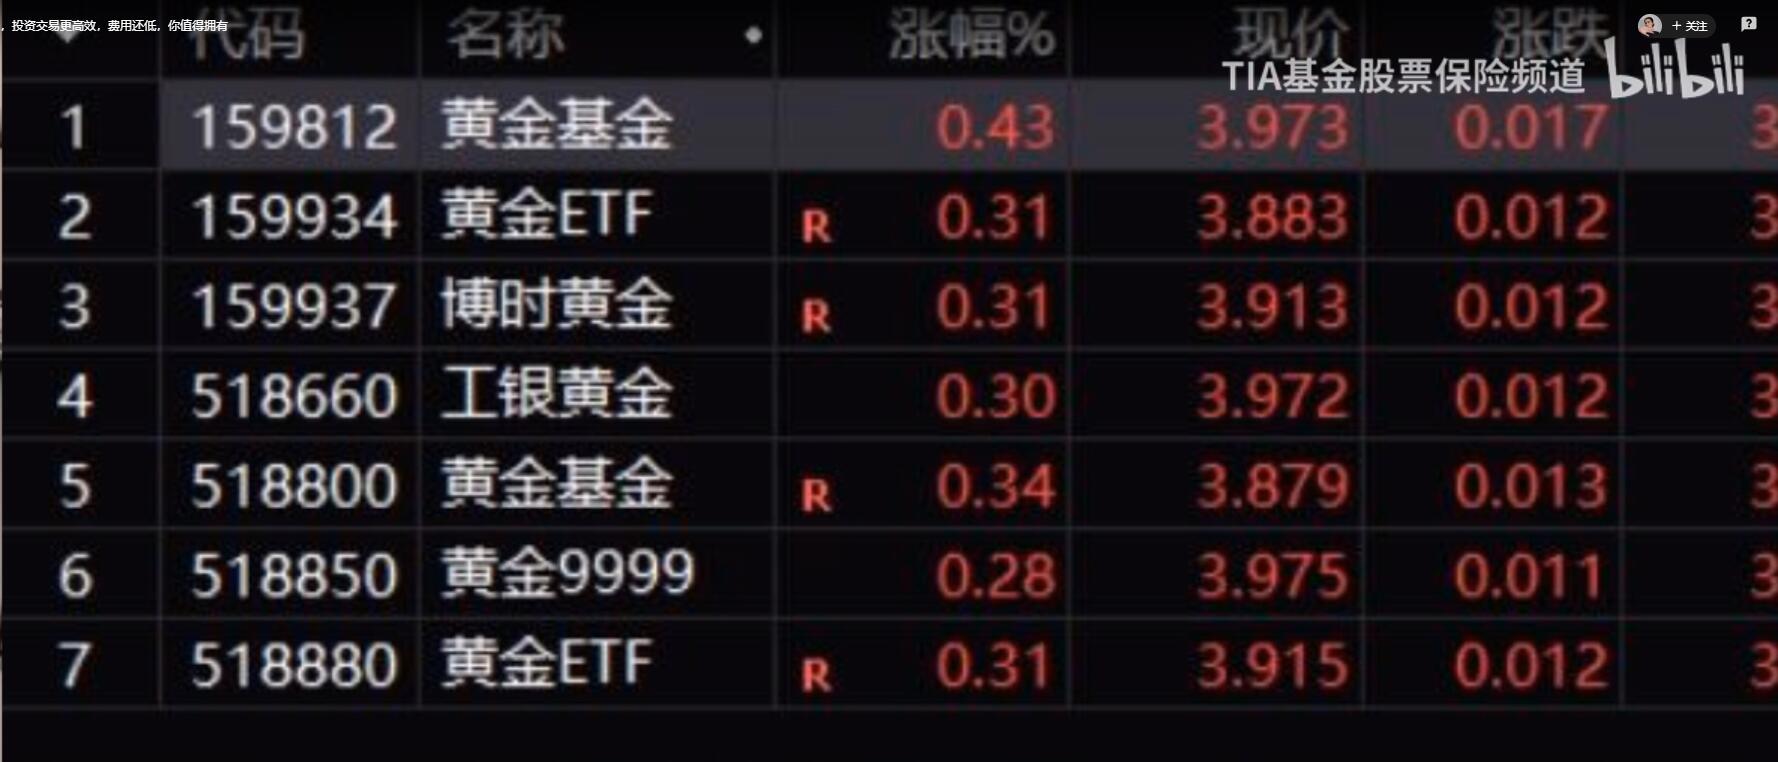 ，投资交易更高效，费用还低，你值得拥有
+ 关注
代码 名称 涨幅% 现价 涨跌
TIA基金股票保险频道 bilibili
1 159812 黄金基金 0.43 3.973 0.017 3
2 159934 黄金ETF R 0.31 3.883 0.012 3
3 159937 博时黄金 R 0.31 3.913 0.012 3
4 518660 工银黄金 0.30 3.972 0.012 3
5 518800 黄金基金 R 0.34 3.879 0.013 3
6 518850 黄金9999 0.28 3.975 0.011 3
7 518880 黄金ETF R 0.31 3.915 0.012 3